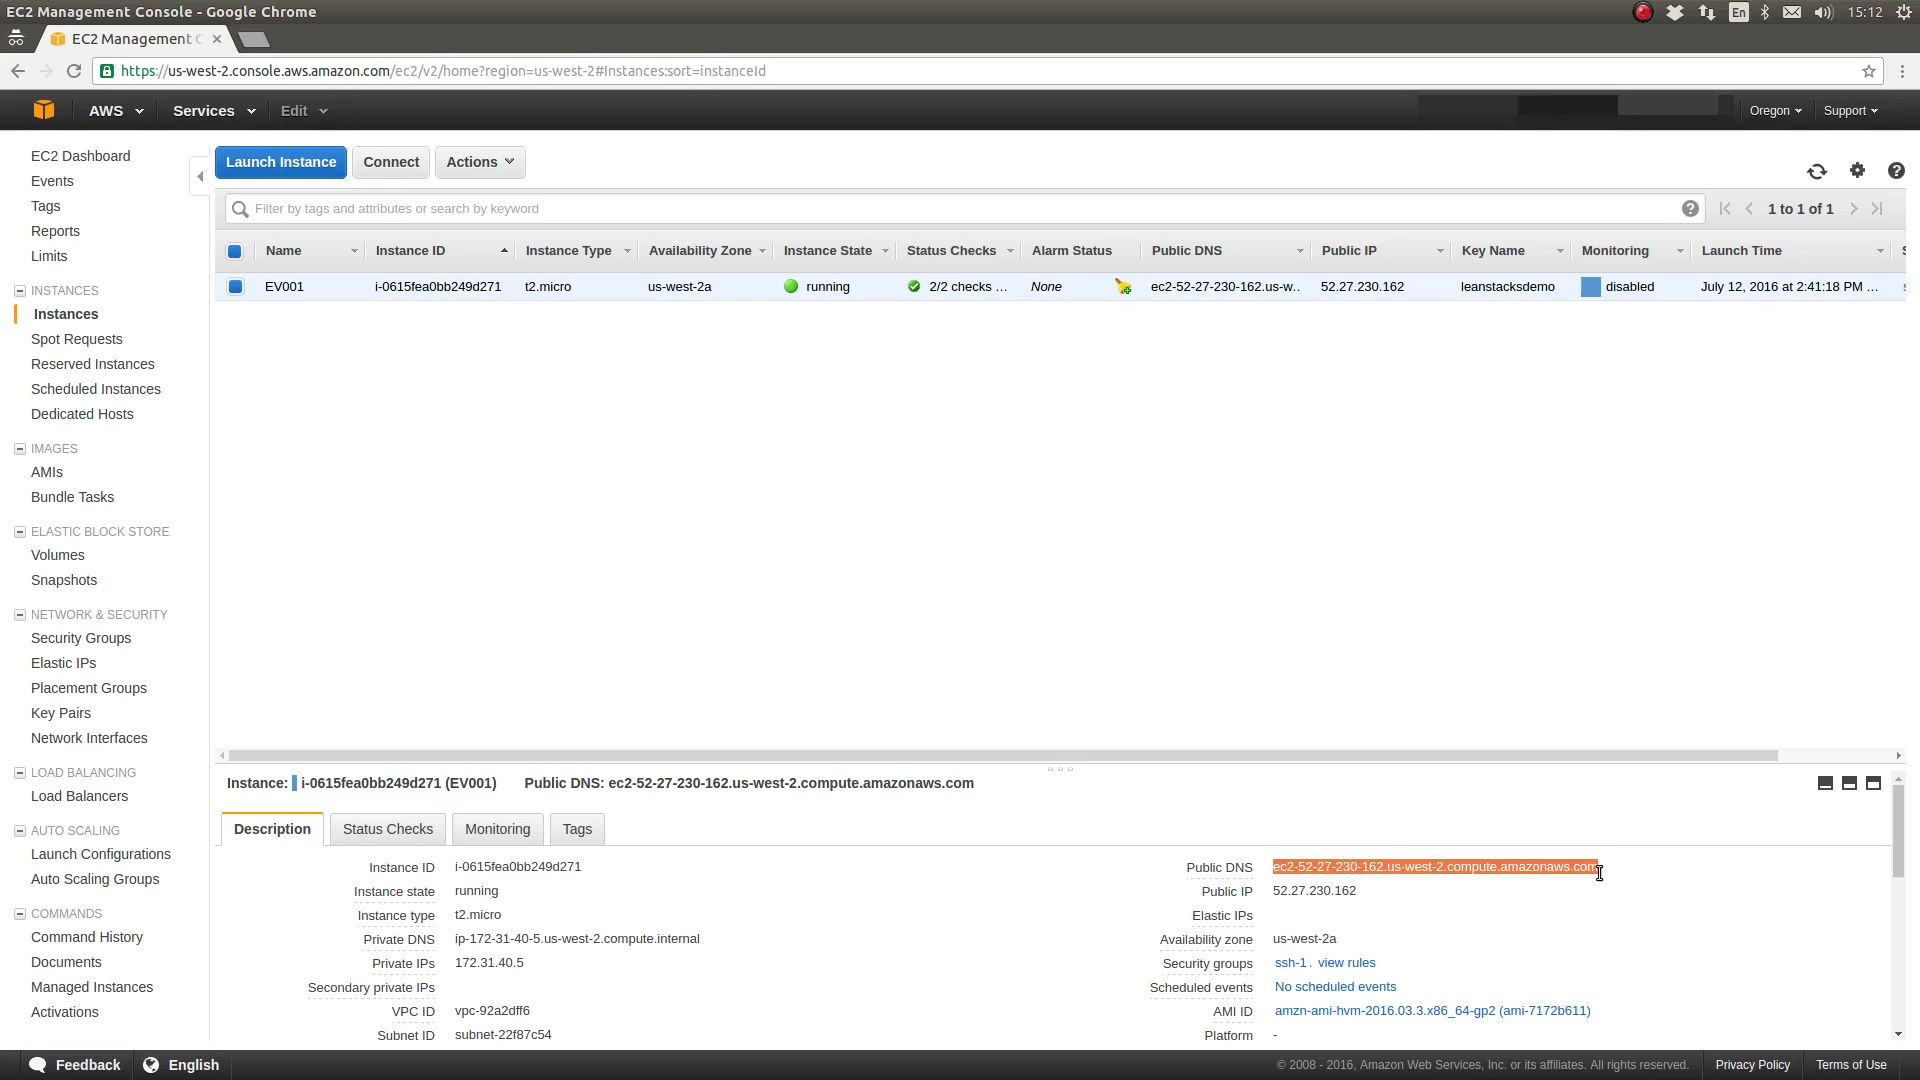 EC2 Management Console - Google Chrome
En
15:12
EC2 Management C
https://us-west-2.console.aws.amazon.com/ec2/v2/home?region=us-west-2#Instances:sort=instanceId
AWS Services Edit
Oregon Support
EC2 Dashboard
Events
Tags
Reports
Limits
INSTANCES
Instances
Spot Requests
Reserved Instances
Scheduled Instances
Dedicated Hosts
IMAGES
AMIs
Bundle Tasks
ELASTIC BLOCK STORE
Volumes
Snapshots
NETWORK & SECURITY
Security Groups
Elastic IPs
Placement Groups
Key Pairs
Network Interfaces
LOAD BALANCING
Load Balancers
AUTO SCALING
Launch Configurations
Auto Scaling Groups
COMMANDS
Command History
Documents
Managed Instances
Activations
Launch Instance Connect Actions
Filter by tags and attributes or search by keyword
1 to 1 of 1
Name Instance ID Instance Type Availability Zone Instance State Status Checks Alarm Status Public DNS Public IP Key Name Monitoring Launch Time
EV001 i-0615fea0bb249d271 t2.micro us-west-2a running 2/2 checks ... None ec2-52-27-230-162.us-w... 52.27.230.162 leanstacksdemo disabled July 12, 2016 at 2:41:18 PM ...
Instance: i-0615fea0bb249d271 (EV001) Public DNS: ec2-52-27-230-162.us-west-2.compute.amazonaws.com
Description Status Checks Monitoring Tags
Instance ID i-0615fea0bb249d271 Public DNS ec2-52-27-230-162.us-west-2.compute.amazonaws.com
Instance state running Public IP 52.27.230.162
Instance type t2.micro Elastic IPs
Private DNS ip-172-31-40-5.us-west-2.compute.internal Availability zone us-west-2a
Private IPs 172.31.40.5 Security groups ssh-1. view rules
Secondary private IPs Scheduled events No scheduled events
VPC ID vpc-92a2dff6 AMI ID amzn-ami-hvm-2016.03.3.x86_64-gp2 (ami-7172b611)
Subnet ID subnet-22f87c54 Platform -
Feedback English
© 2008 - 2016, Amazon Web Services, Inc. or its affiliates. All rights reserved. Privacy Policy Terms of Use